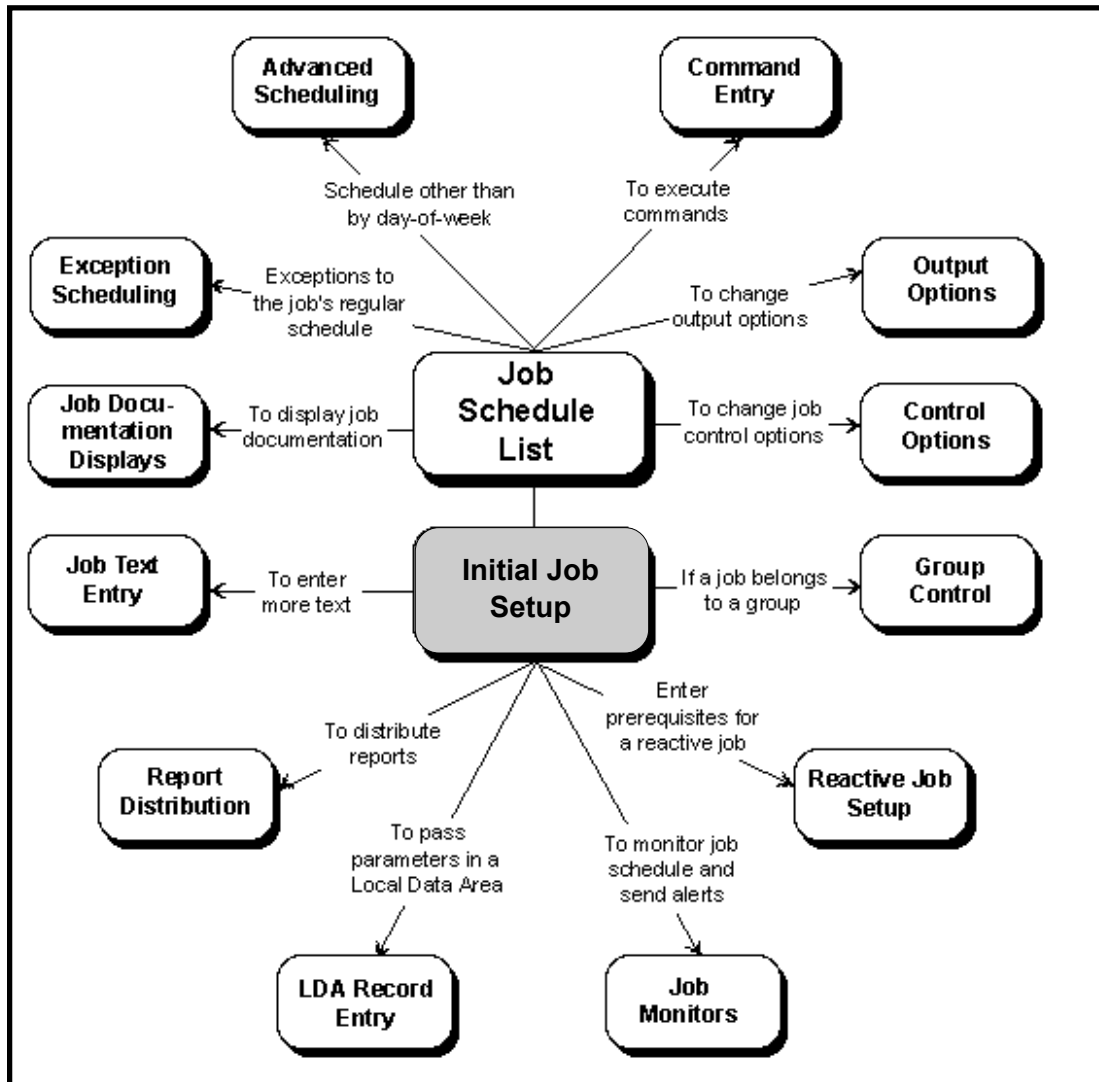 Advanced
Scheduling
Command
Entry
Schedule other than
by day-of-week
To execute
commands
Exception
Scheduling
Exceptions to
the job's regular
schedule
To change
output options
Output
Options
Job Docu-
mentation
Displays
To display job
documentation
Job
Schedule
List
To change job
control options
Control
Options
Job Text
Entry
To enter
more text
Initial Job
Setup
If a job belongs
to a group
Group
Control
Report
Distribution
To distribute
reports
Enter
prerequisites for
a reactive job
Reactive Job
Setup
To pass
parameters in a
Local Data Area
To monitor job
schedule and
send alerts
LDA Record
Entry
Job
Monitors